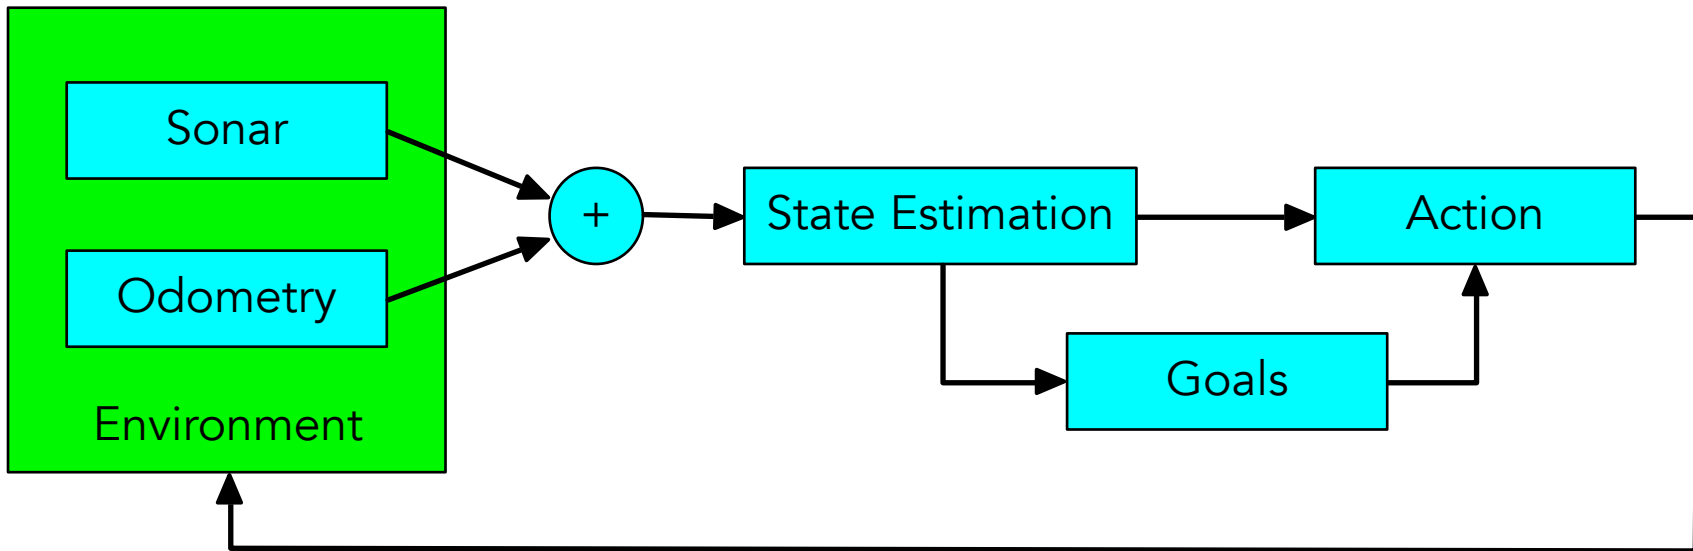 Sonar
Odometry
Environment
+
State Estimation
Action
Goals